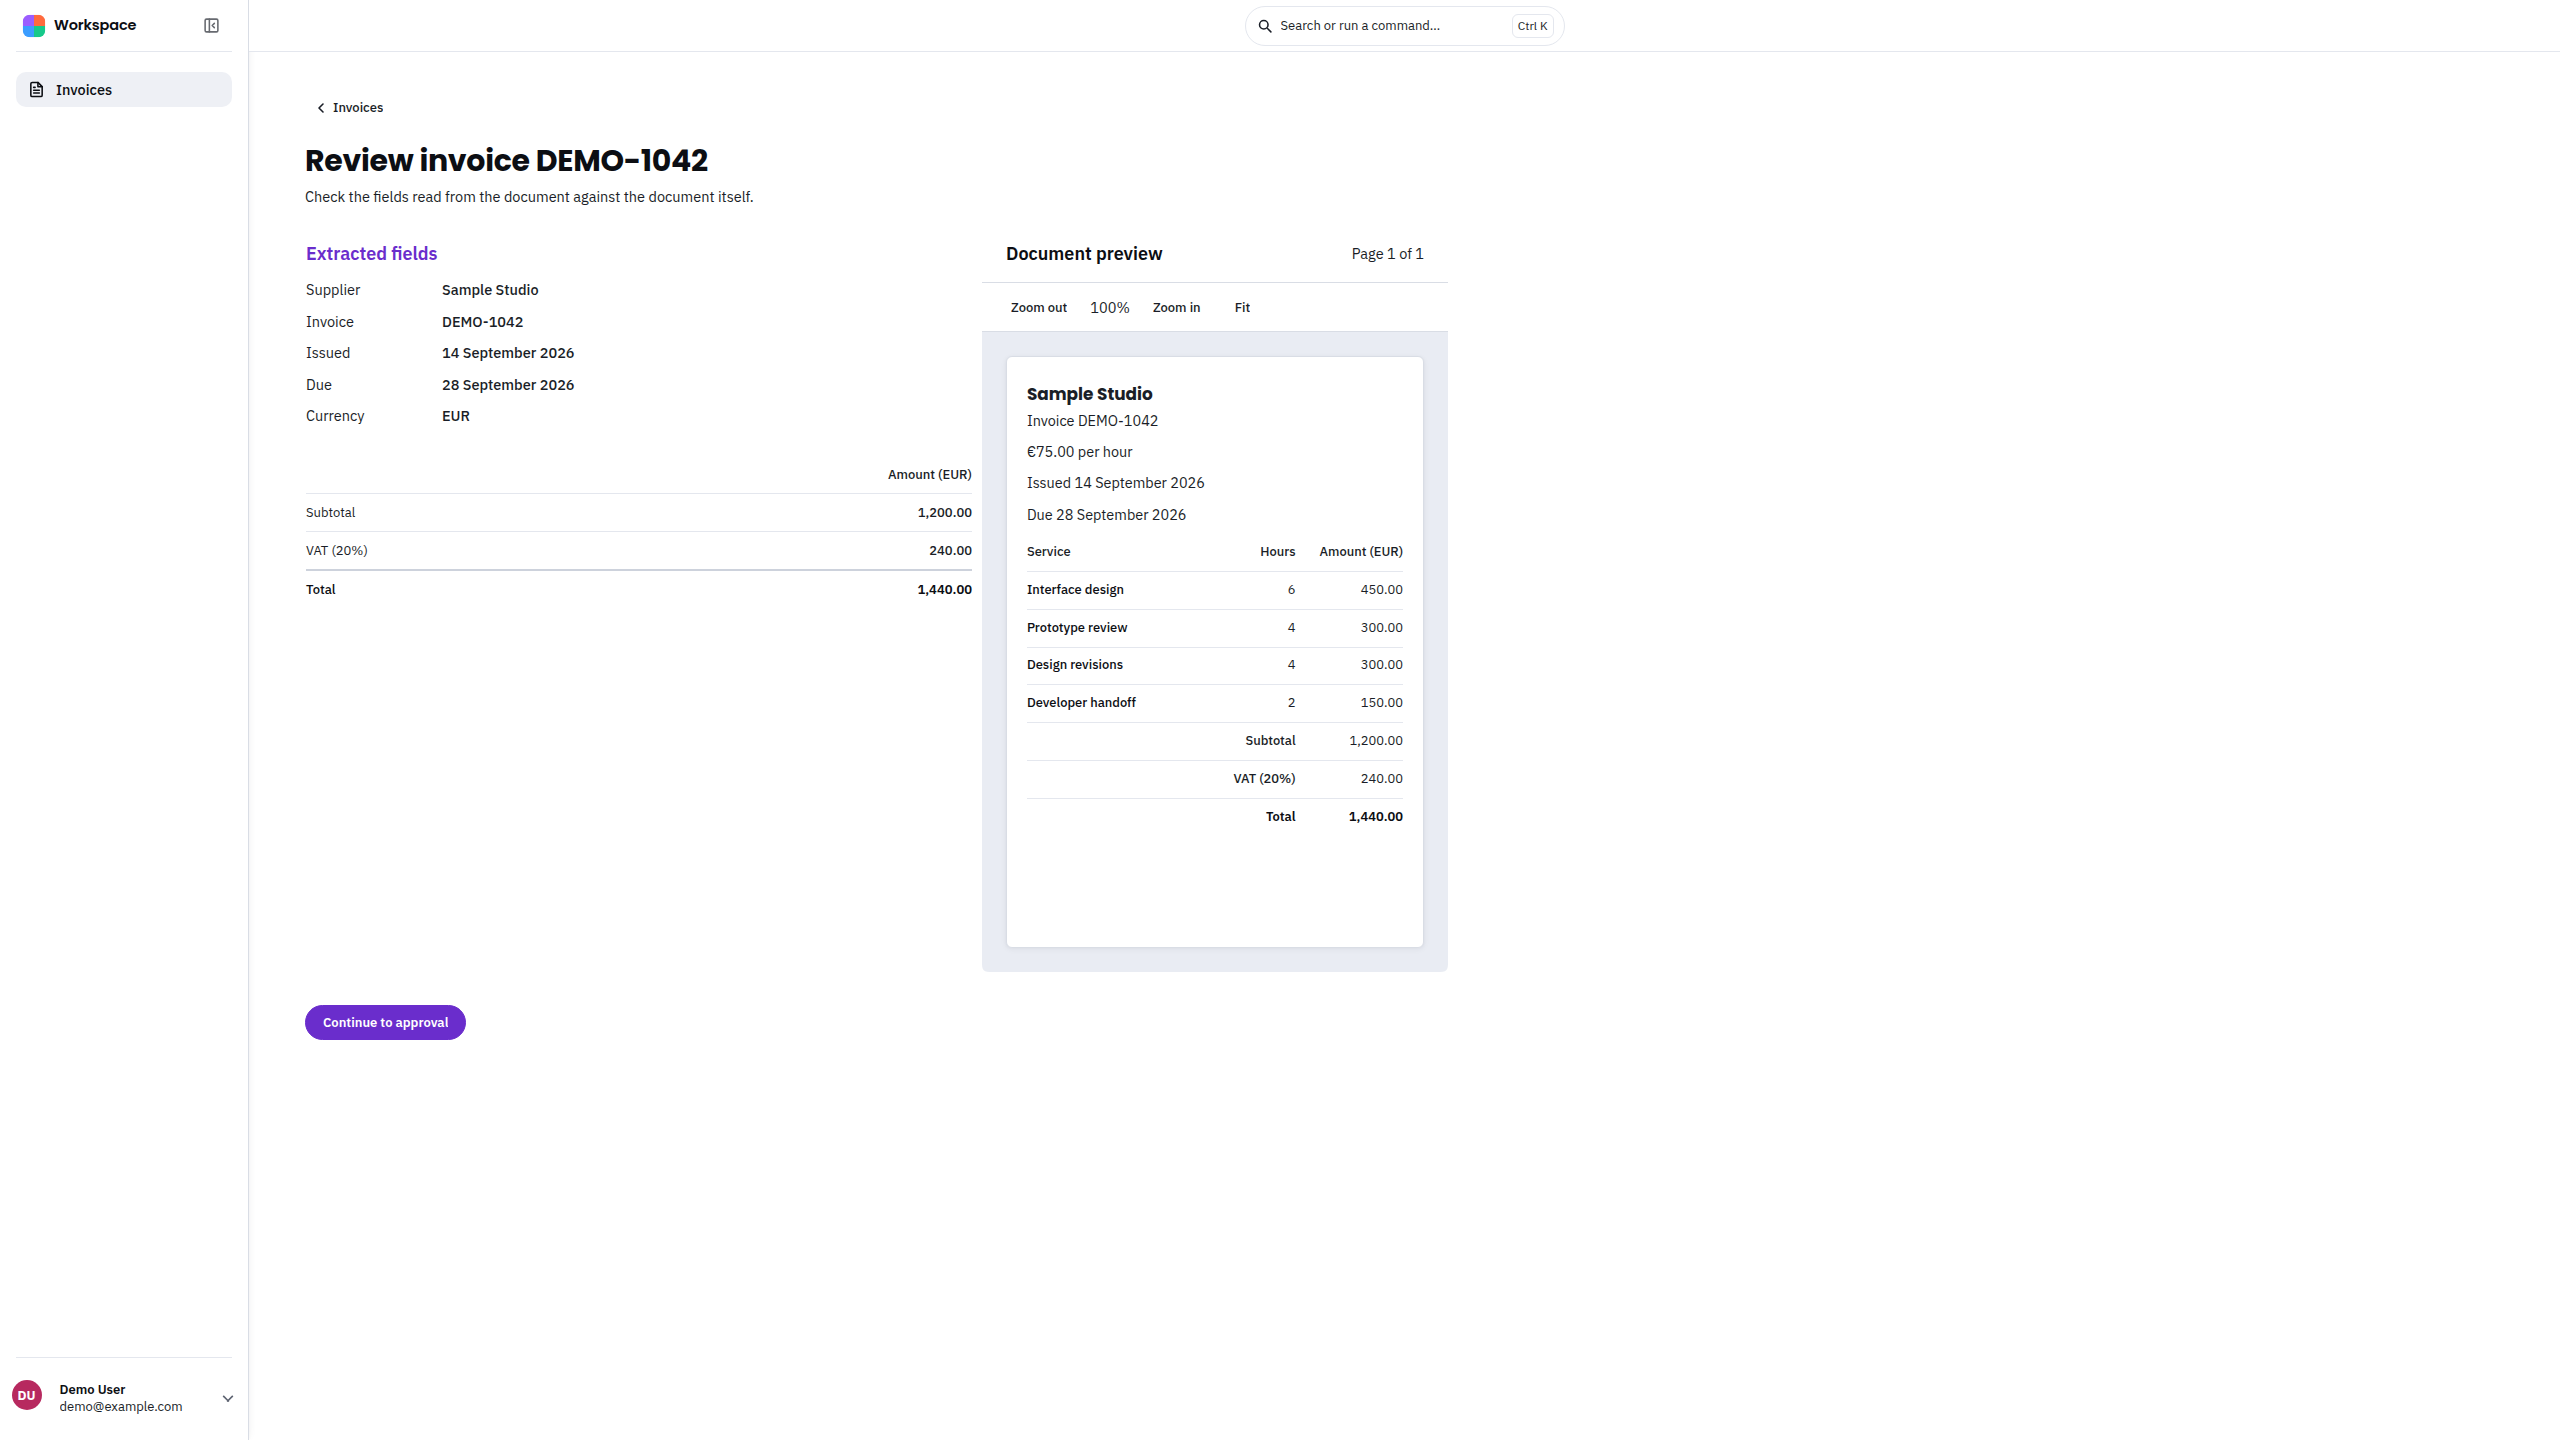 Workspace
Search or run a command...
Ctrl K
Invoices
Invoices
Review invoice DEMO-1042
Check the fields read from the document against the document itself.
Extracted fields
Supplier Sample Studio
Invoice DEMO-1042
Issued 14 September 2026
Due 28 September 2026
Currency EUR
Amount (EUR)
Subtotal 1,200.00
VAT (20%) 240.00
Total 1,440.00
Document preview Page 1 of 1
Zoom out 100% Zoom in Fit
Sample Studio
Invoice DEMO-1042
€75.00 per hour
Issued 14 September 2026
Due 28 September 2026
Service Hours Amount (EUR)
Interface design 6 450.00
Prototype review 4 300.00
Design revisions 4 300.00
Developer handoff 2 150.00
Subtotal 1,200.00
VAT (20%) 240.00
Total 1,440.00
Continue to approval
DU
Demo User
demo@example.com